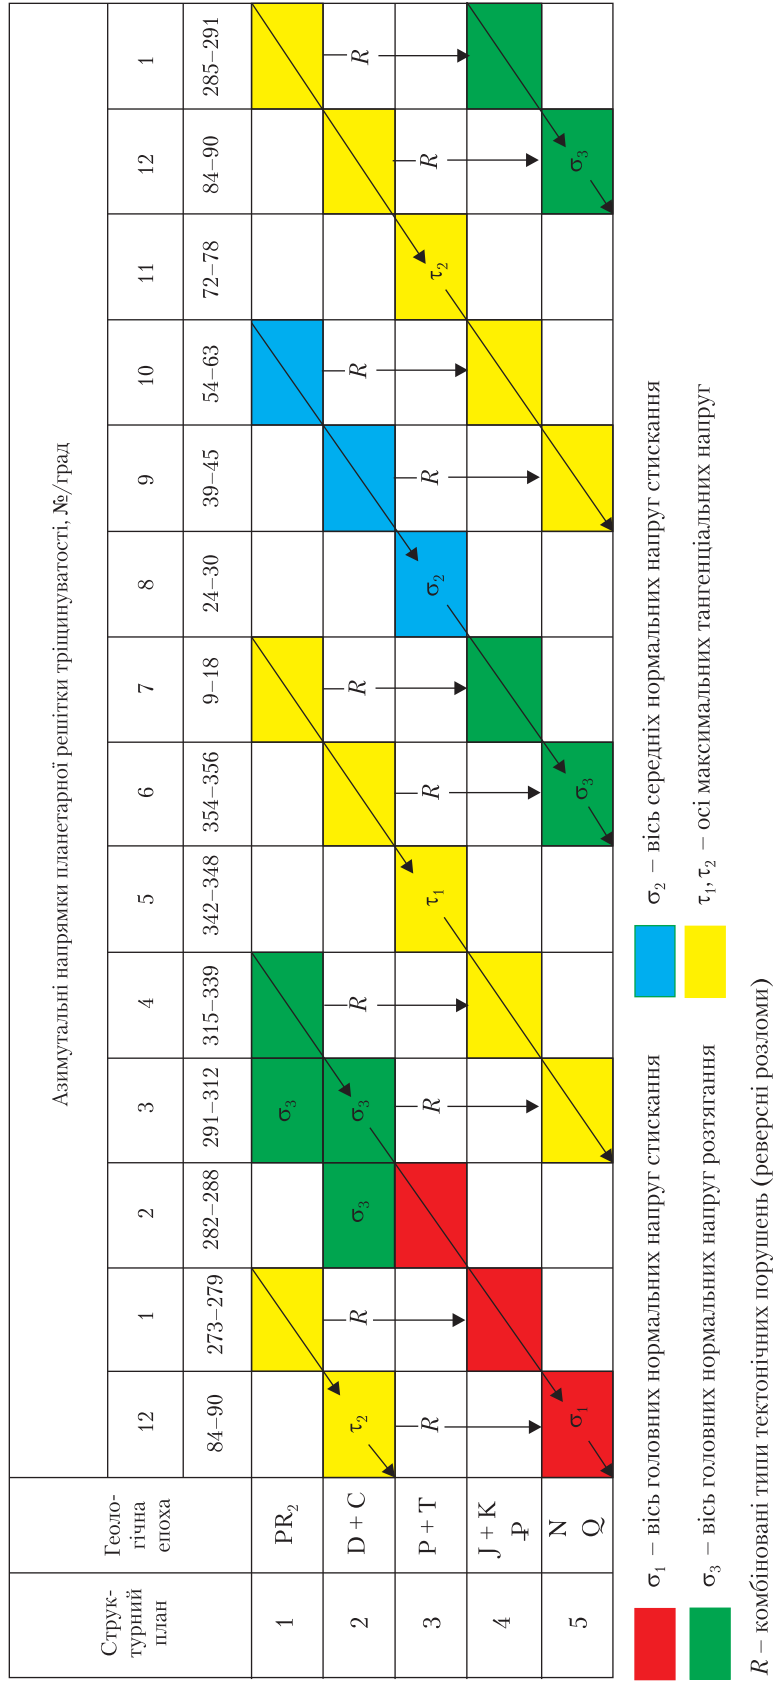 Струк-
турний
план
Геоло-
гічна
епоха
Азимутальні напрямки планетарної решітки тріщинуватості, №/град
12 1 2 3 4 5 6 7 8 9 10 11 12 1
84–90 273–279 282–288 291–312 315–339 342–348 354–356 9–18 24–30 39–45 54–63 72–78 84–90 285–291
1 PR₂ σ₃
2 D + C τ₂ R σ₃ σ₃ R R R R
3 P + T R R τ₁ R σ₂ R τ₂ R
4 J + K
Ꝑ
5 N
Q σ₁ σ₃ σ₃
σ₁ – вісь головних нормальних напруг стискання
σ₂ – вісь середніх нормальних напруг стискання
σ₃ – вісь головних нормальних напруг розтягання
τ₁, τ₂ – осі максимальних тангенціальних напруг
R – комбіновані типи тектонічних порушень (реверсні розломи)